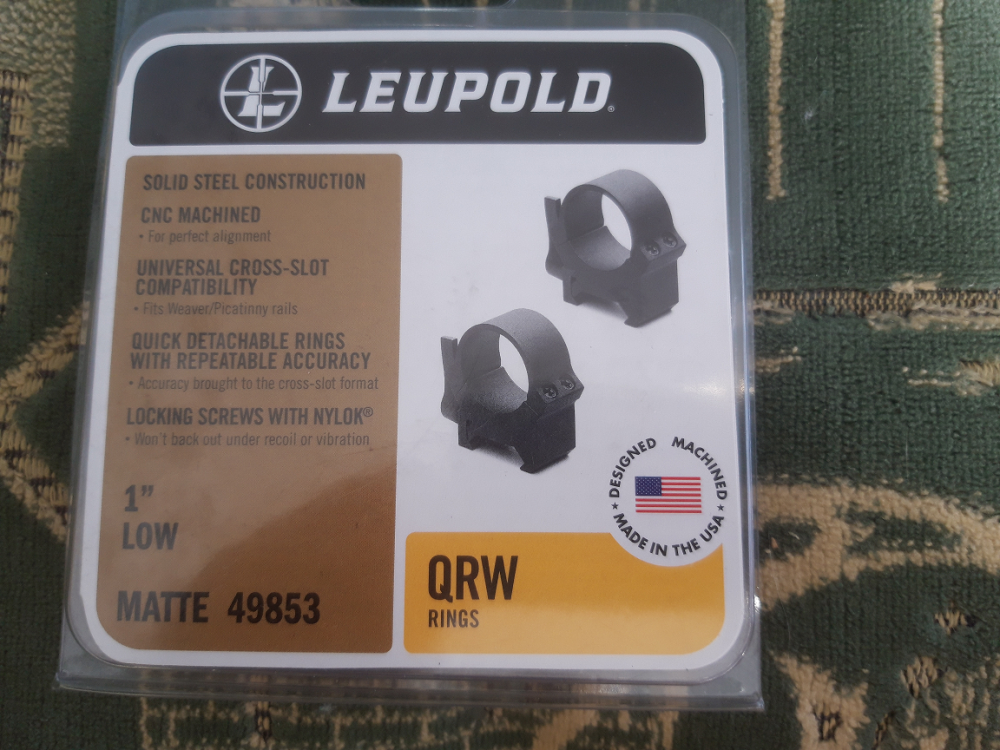 LEUPOLD®
SOLID STEEL CONSTRUCTION
CNC MACHINED
• For perfect alignment
UNIVERSAL CROSS-SLOT
COMPATIBILITY
• Fits Weaver/Picatinny rails
QUICK DETACHABLE RINGS
WITH REPEATABLE ACCURACY
• Accuracy brought to the cross-slot format
LOCKING SCREWS WITH NYLOK®
• Won't back out under recoil or vibration
1”
LOW
MATTE 49853
DESIGNED MACHINED
★ MADE IN THE USA ★
QRW
RINGS